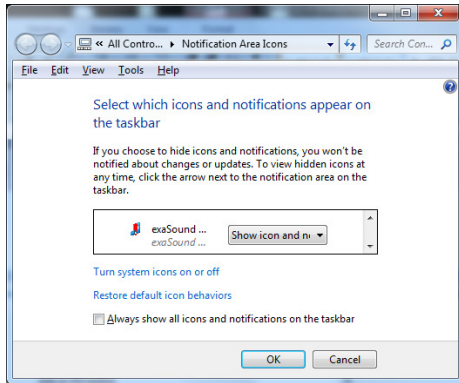 « All Contro... ▸ Notification Area Icons
Search Con...
File Edit View Tools Help
Select which icons and notifications appear on
the taskbar
If you choose to hide icons and notifications, you won't be
notified about changes or updates. To view hidden icons at
any time, click the arrow next to the notification area on the
taskbar.
exaSound ...
exaSound ...
Show icon and
Turn system icons on or off
Restore default icon behaviors
Always show all icons and notifications on the taskbar
OK Cancel